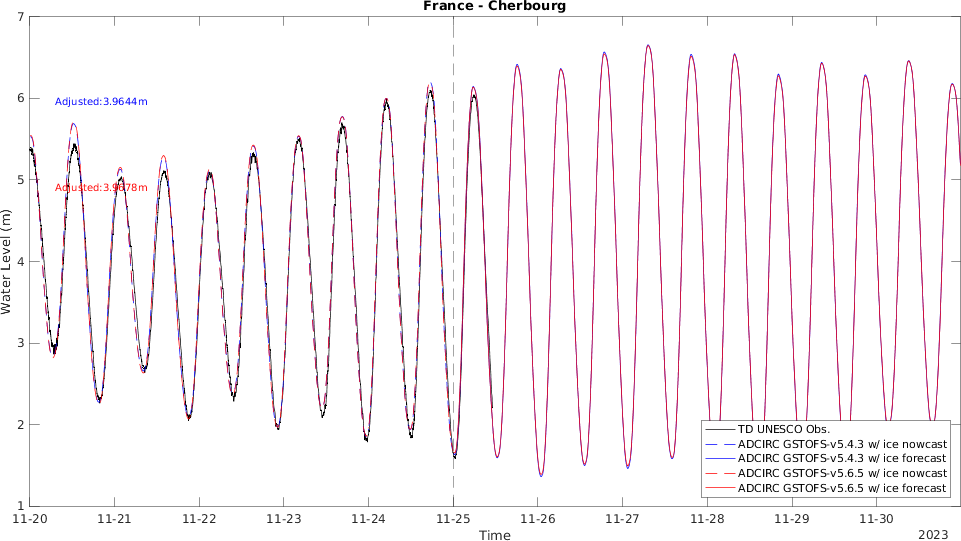 France - Cherbourg
7
6
5
4
3
2
1
Water Level (m)
Adjusted:3.9644m
Adjusted:3.9678m
TD UNESCO Obs.
ADCIRC GSTOFS-v5.4.3 w/ ice nowcast
ADCIRC GSTOFS-v5.4.3 w/ ice forecast
ADCIRC GSTOFS-v5.6.5 w/ ice nowcast
ADCIRC GSTOFS-v5.6.5 w/ ice forecast
11-20 11-21 11-22 11-23 11-24 11-25 11-26 11-27 11-28 11-29 11-30
Time
2023